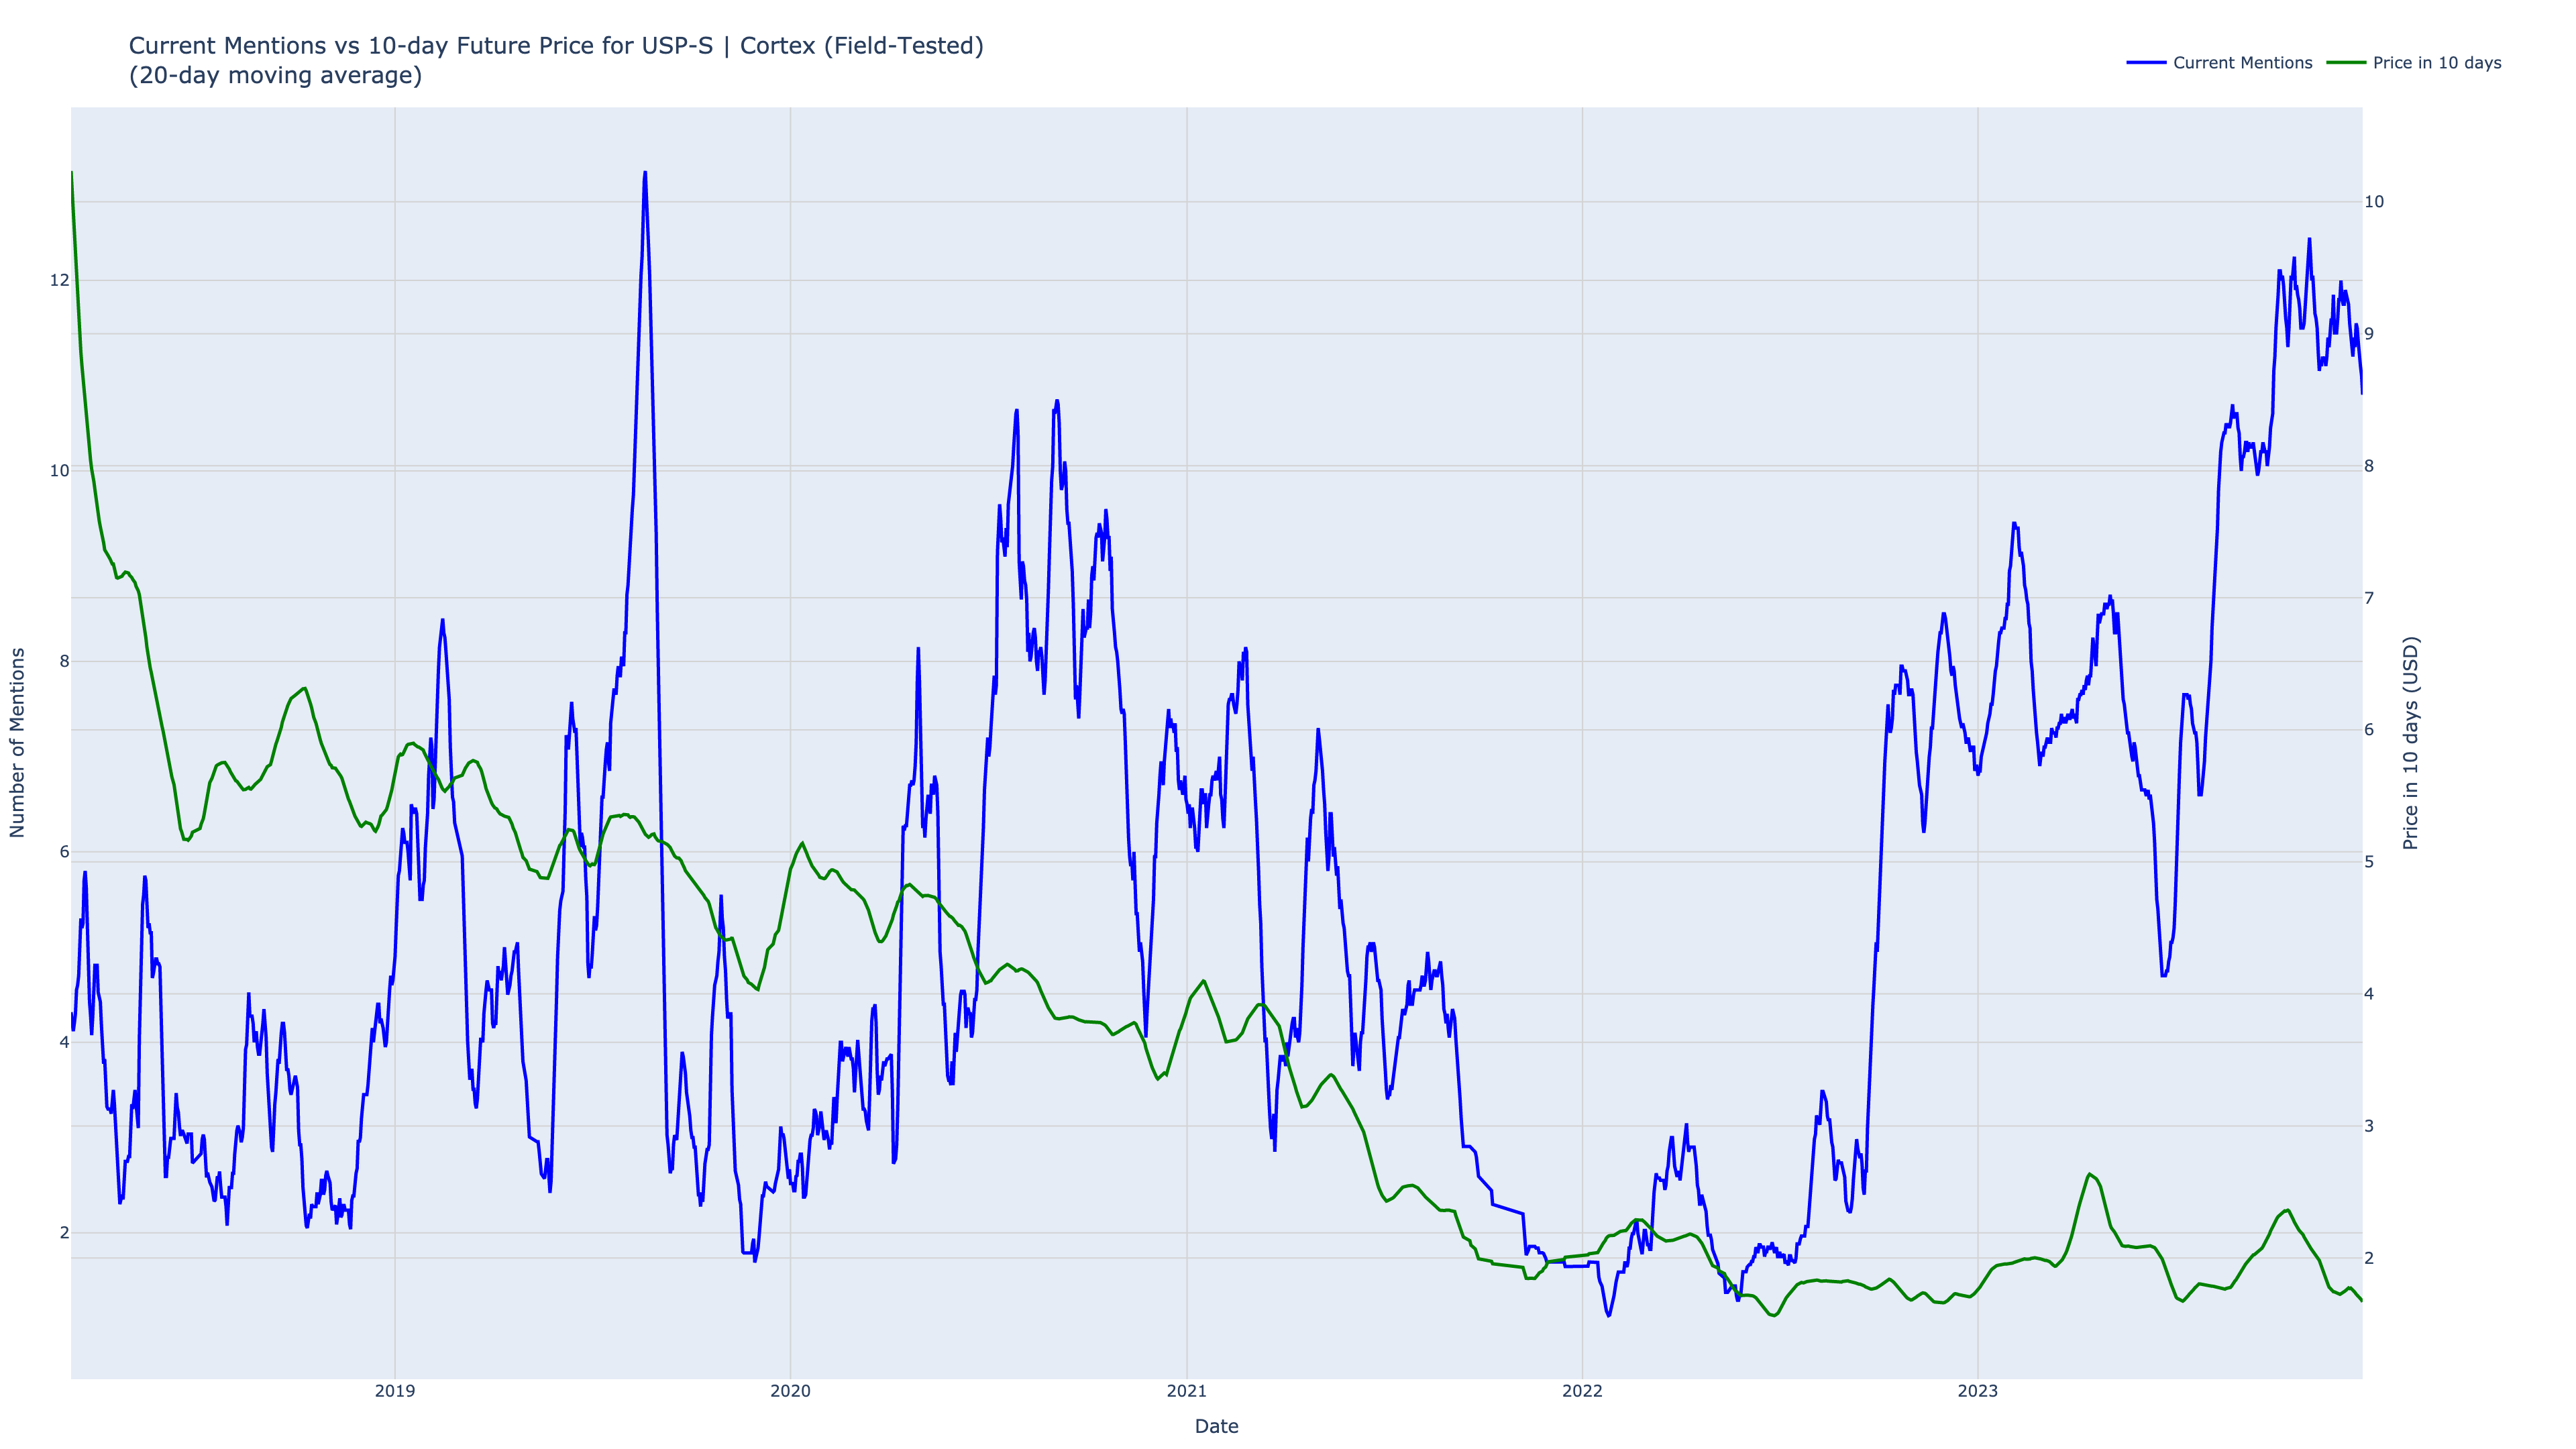 Current Mentions vs 10-day Future Price for USP-S | Cortex (Field-Tested)
(20-day moving average)
Current Mentions
Price in 10 days
Number of Mentions
12
10
8
6
4
2
10
9
8
7
6
5
4
3
2
Price in 10 days (USD)
2019
2020
2021
2022
2023
Date